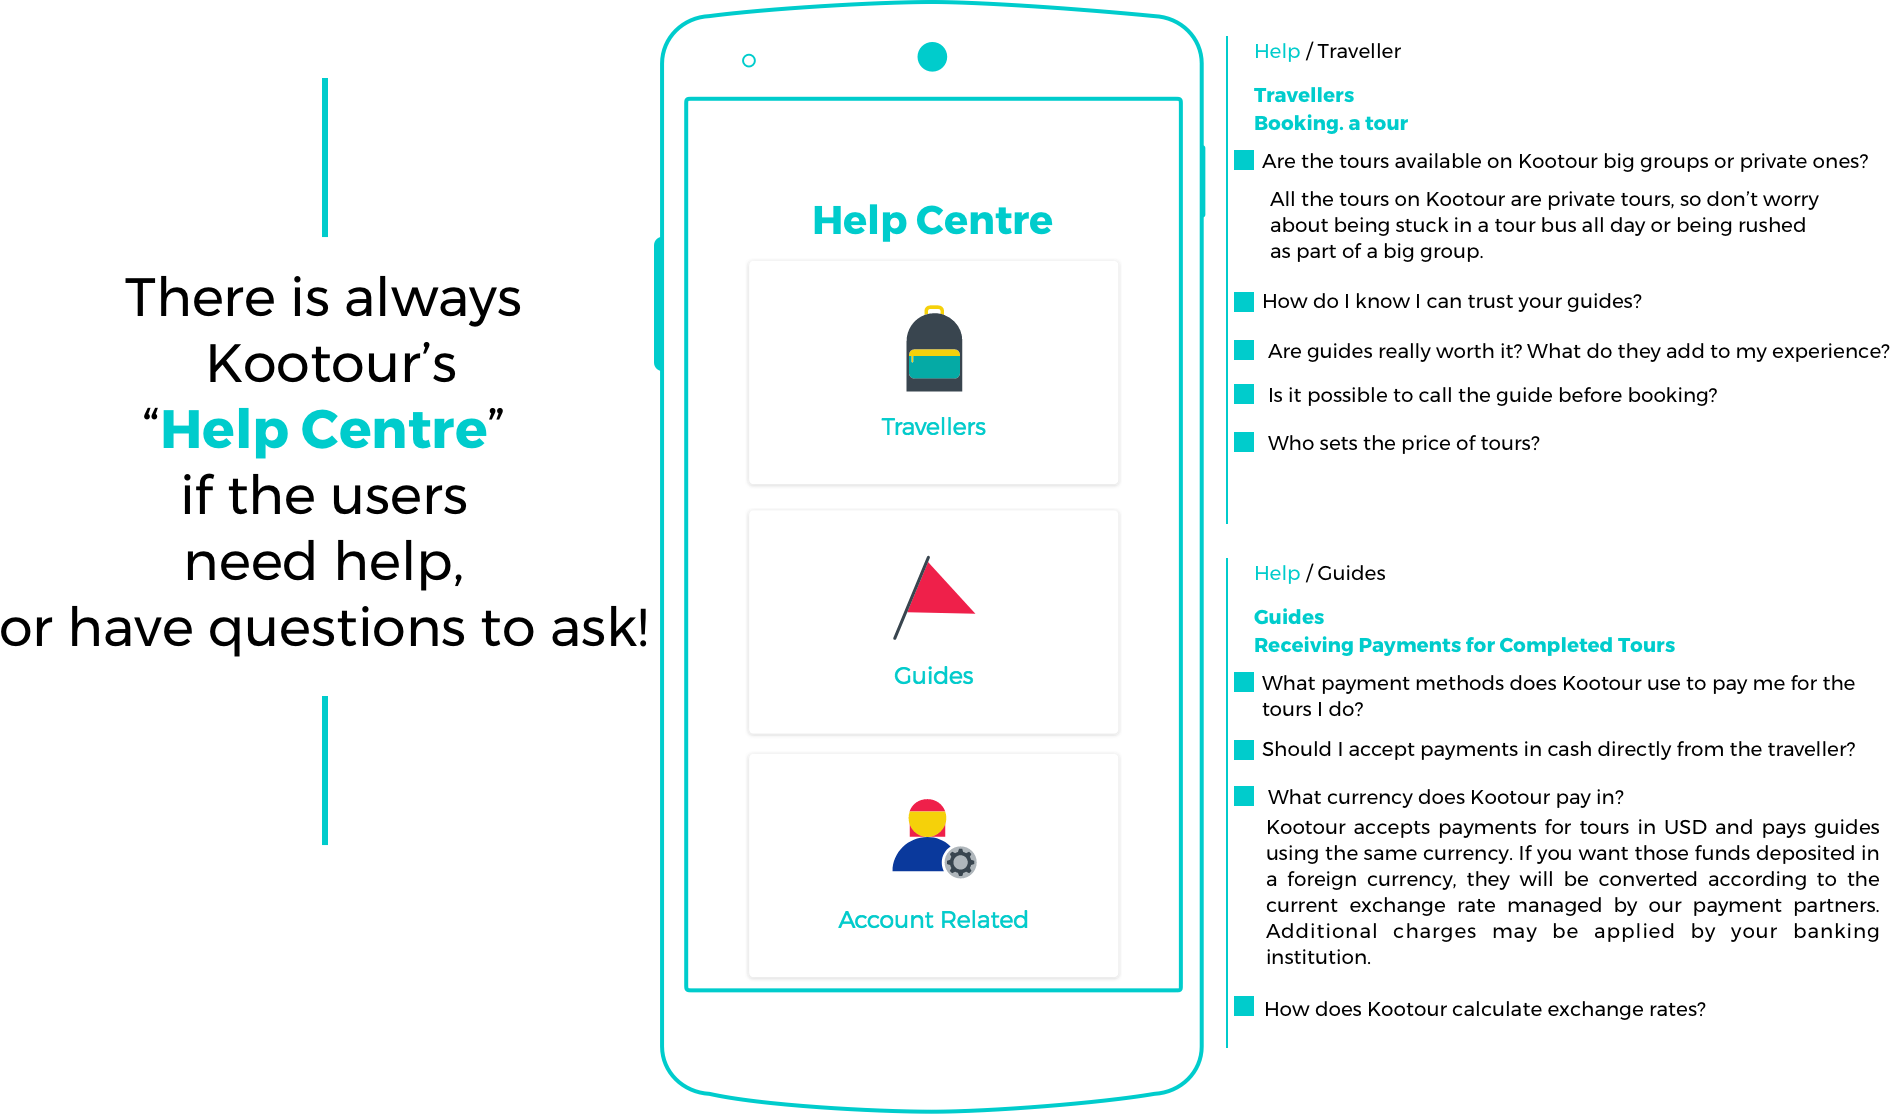 There is always
Kootour’s
“Help Centre”
if the users
need help,
or have questions to ask!
Help Centre
Travellers
Guides
Account Related
Help / Traveller
Travellers
Booking. a tour
Are the tours available on Kootour big groups or private ones?
All the tours on Kootour are private tours, so don’t worry
about being stuck in a tour bus all day or being rushed
as part of a big group.
How do I know I can trust your guides?
Are guides really worth it? What do they add to my experience?
Is it possible to call the guide before booking?
Who sets the price of tours?
Help / Guides
Guides
Receiving Payments for Completed Tours
What payment methods does Kootour use to pay me for the
tours I do?
Should I accept payments in cash directly from the traveller?
What currency does Kootour pay in?
Kootour accepts payments for tours in USD and pays guides
using the same currency. If you want those funds deposited in
a foreign currency, they will be converted according to the
current exchange rate managed by our payment partners.
Additional charges may be applied by your banking
institution.
How does Kootour calculate exchange rates?